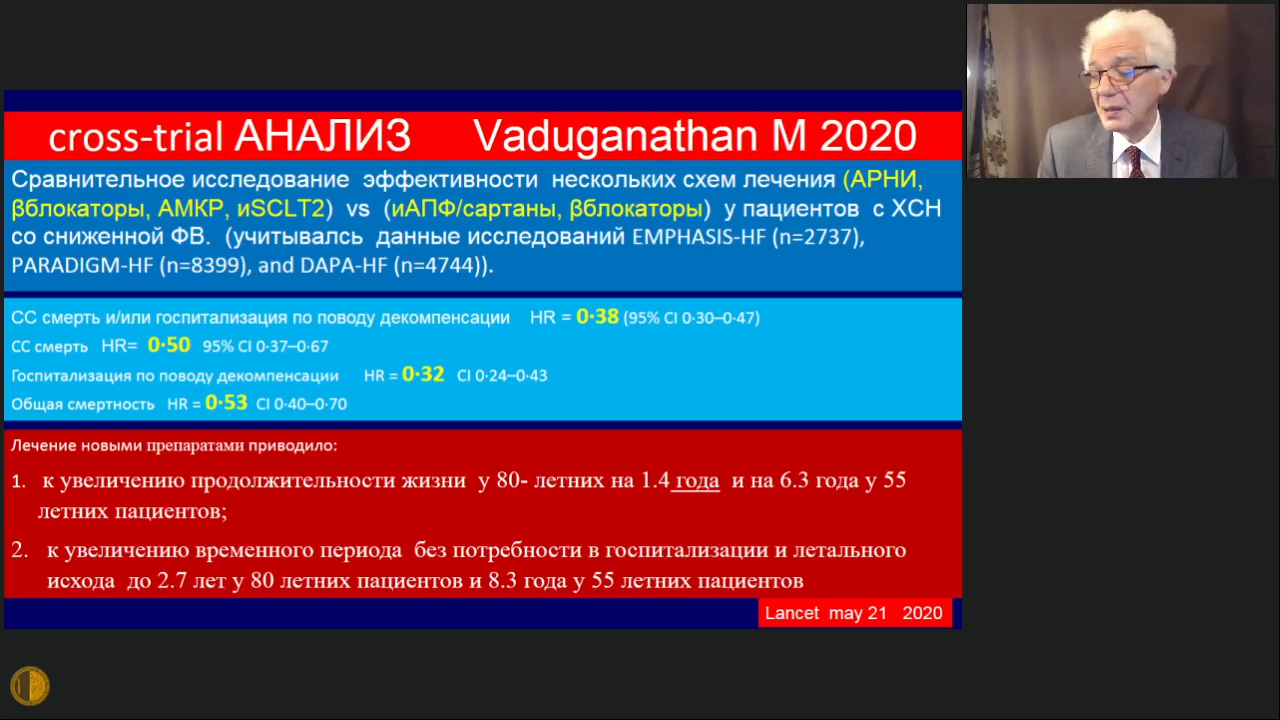 cross-trial АНАЛИЗ Vaduganathan M 2020
Сравнительное исследование эффективности нескольких схем лечения (АРНИ,
βблокаторы, АМКР, иSCLT2) vs (иАПФ/сартаны, βблокаторы) у пациентов с ХСН
со сниженной ФВ. (учитывалсь данные исследований EMPHASIS-HF (n=2737),
PARADIGM-HF (n=8399), and DAPA-HF (n=4744)).
СС смерть и/или госпитализация по поводу декомпенсации HR = 0·38 (95% CI 0·30–0·47)
СС смерть HR= 0·50 95% CI 0·37–0·67
Госпитализация по поводу декомпенсации HR = 0·32 CI 0·24–0·43
Общая смертность HR = 0·53 CI 0·40–0·70
Лечение новыми препаратами приводило:
1. к увеличению продолжительности жизни у 80- летних на 1.4 года и на 6.3 года у 55
летних пациентов;
2. к увеличению временного периода без потребности в госпитализации и летального
исхода до 2.7 лет у 80 летних пациентов и 8.3 года у 55 летних пациентов
Lancet may 21 2020